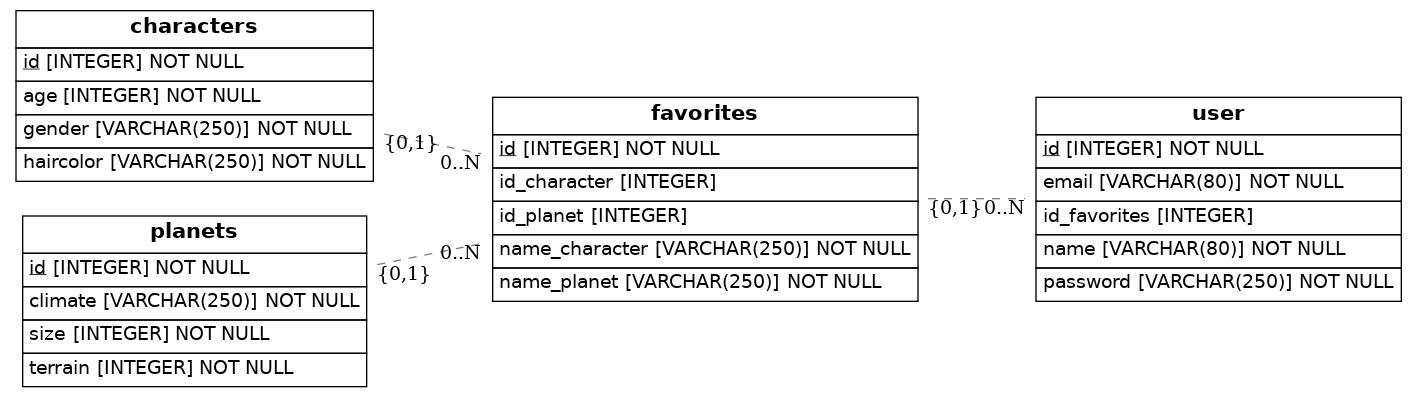 characters
id [INTEGER] NOT NULL
age [INTEGER] NOT NULL
gender [VARCHAR(250)] NOT NULL
haircolor [VARCHAR(250)] NOT NULL
{0,1}
0..N
planets
id [INTEGER] NOT NULL
climate [VARCHAR(250)] NOT NULL
size [INTEGER] NOT NULL
terrain [INTEGER] NOT NULL
0..N
{0,1}
favorites
id [INTEGER] NOT NULL
id_character [INTEGER]
id_planet [INTEGER]
name_character [VARCHAR(250)] NOT NULL
name_planet [VARCHAR(250)] NOT NULL
{0,1} 0..N
user
id [INTEGER] NOT NULL
email [VARCHAR(80)] NOT NULL
id_favorites [INTEGER]
name [VARCHAR(80)] NOT NULL
password [VARCHAR(250)] NOT NULL